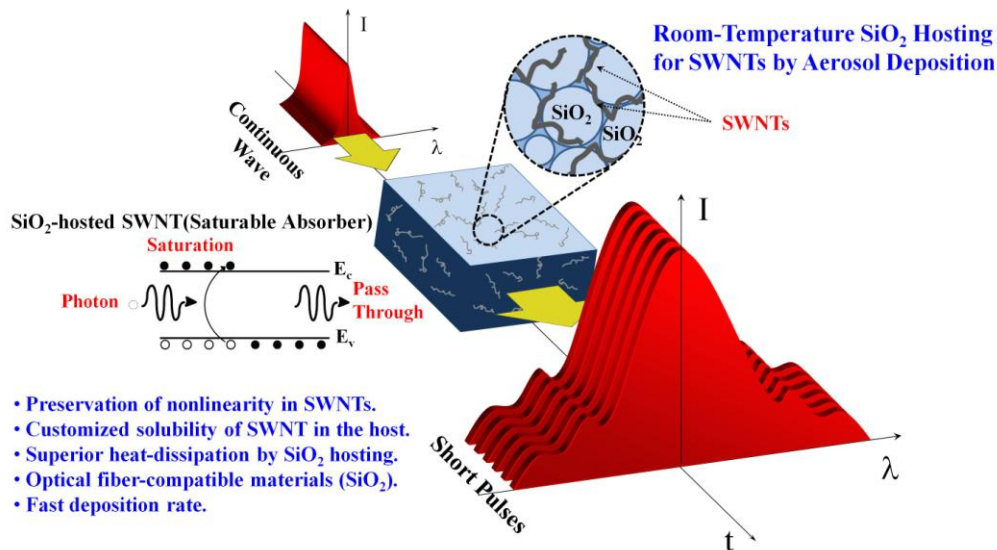 I
Room-Temperature SiO₂ Hosting
for SWNTs by Aerosol Deposition
SiO₂
SiO₂
SWNTs
λ
Continuous
Wave
SiO₂-hosted SWNT(Saturable Absorber)
Saturation
E_c
Photon
Pass
Through
E_v
I
• Preservation of nonlinearity in SWNTs.
• Customized solubility of SWNT in the host.
• Superior heat-dissipation by SiO₂ hosting.
• Optical fiber-compatible materials (SiO₂).
• Fast deposition rate.
Short Pulses
λ
t